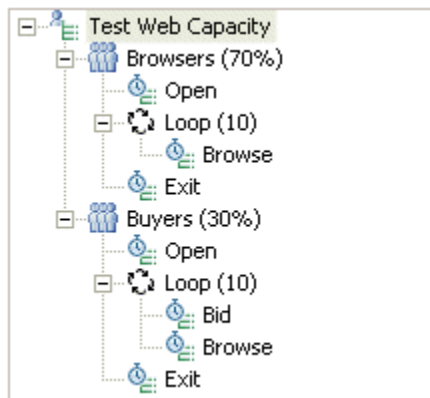 Test Web Capacity
Browsers (70%)
Open
Loop (10)
Browse
Exit
Buyers (30%)
Open
Loop (10)
Bid
Browse
Exit